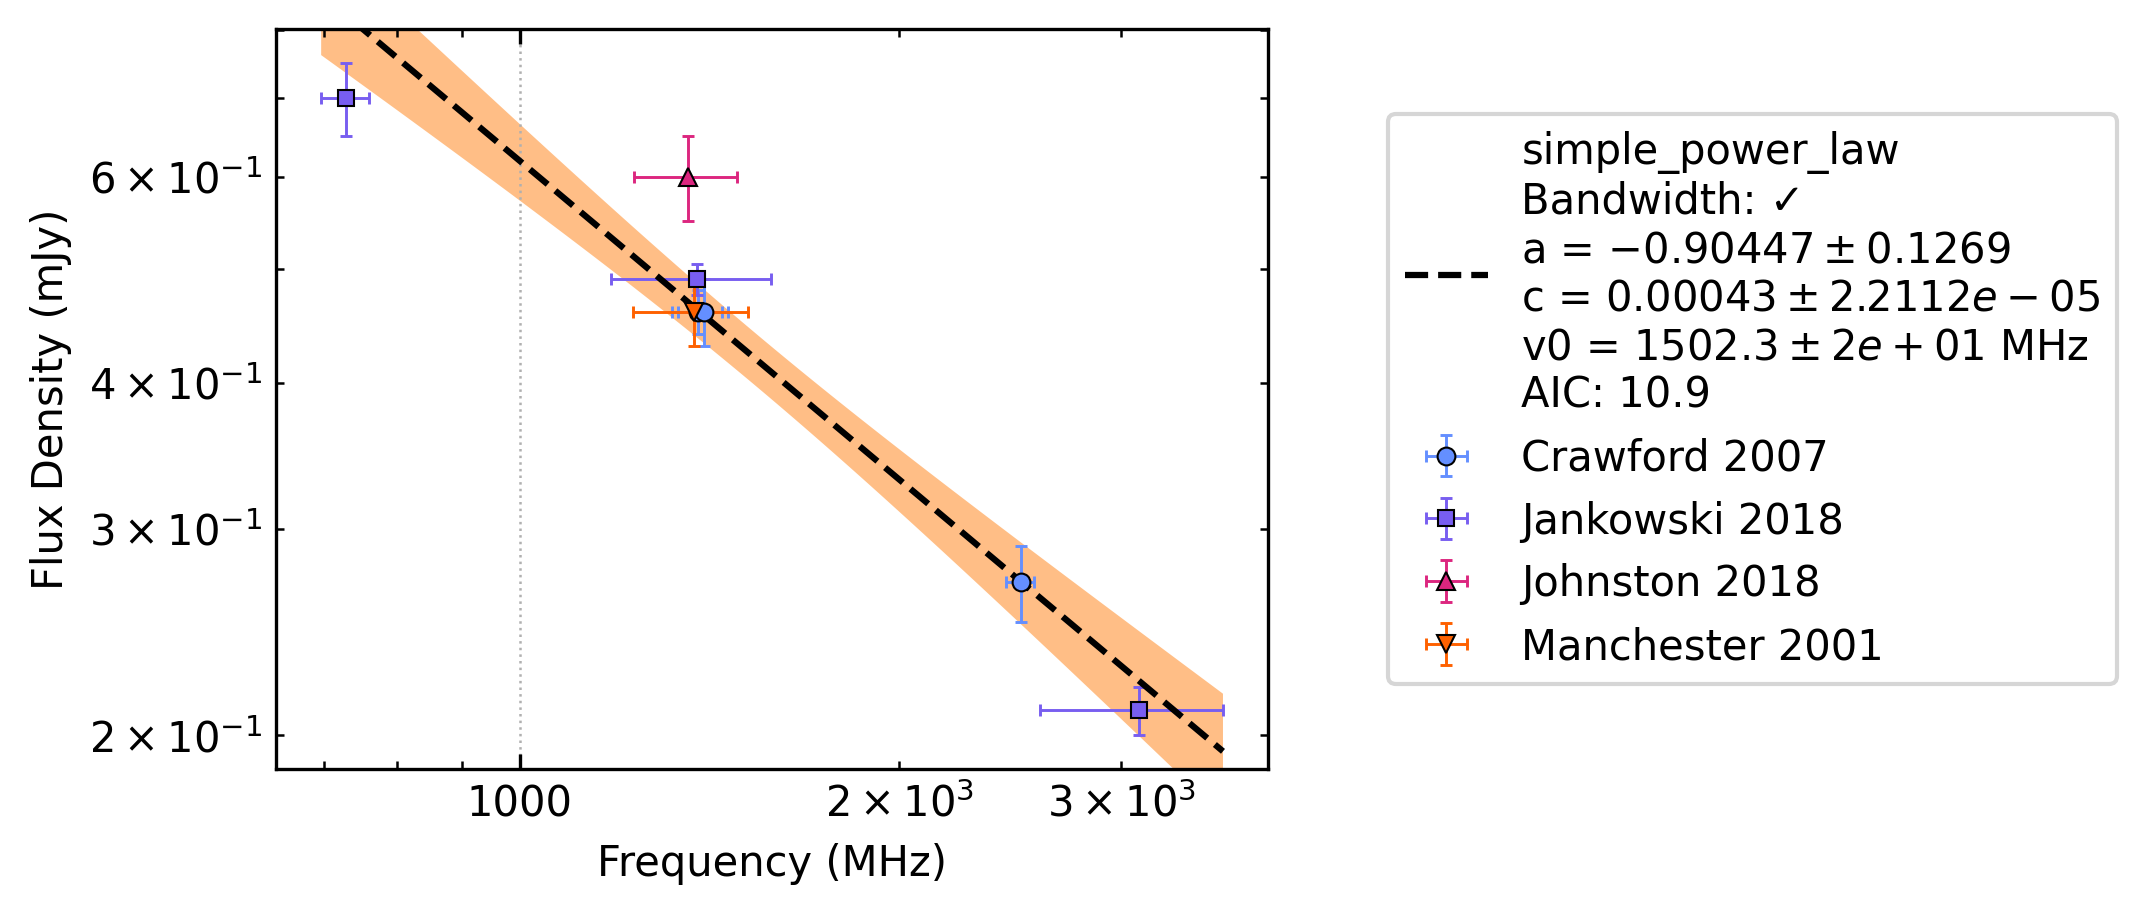 Flux Density (mJy)
6 × 10⁻¹
4 × 10⁻¹
3 × 10⁻¹
2 × 10⁻¹
1000
2 × 10³
3 × 10³
Frequency (MHz)
simple_power_law
Bandwidth: ✓
a = −0.90447 ± 0.1269
c = 0.00043 ± 2.2112e − 05
v0 = 1502.3 ± 2e + 01 MHz
AIC: 10.9
Crawford 2007
Jankowski 2018
Johnston 2018
Manchester 2001